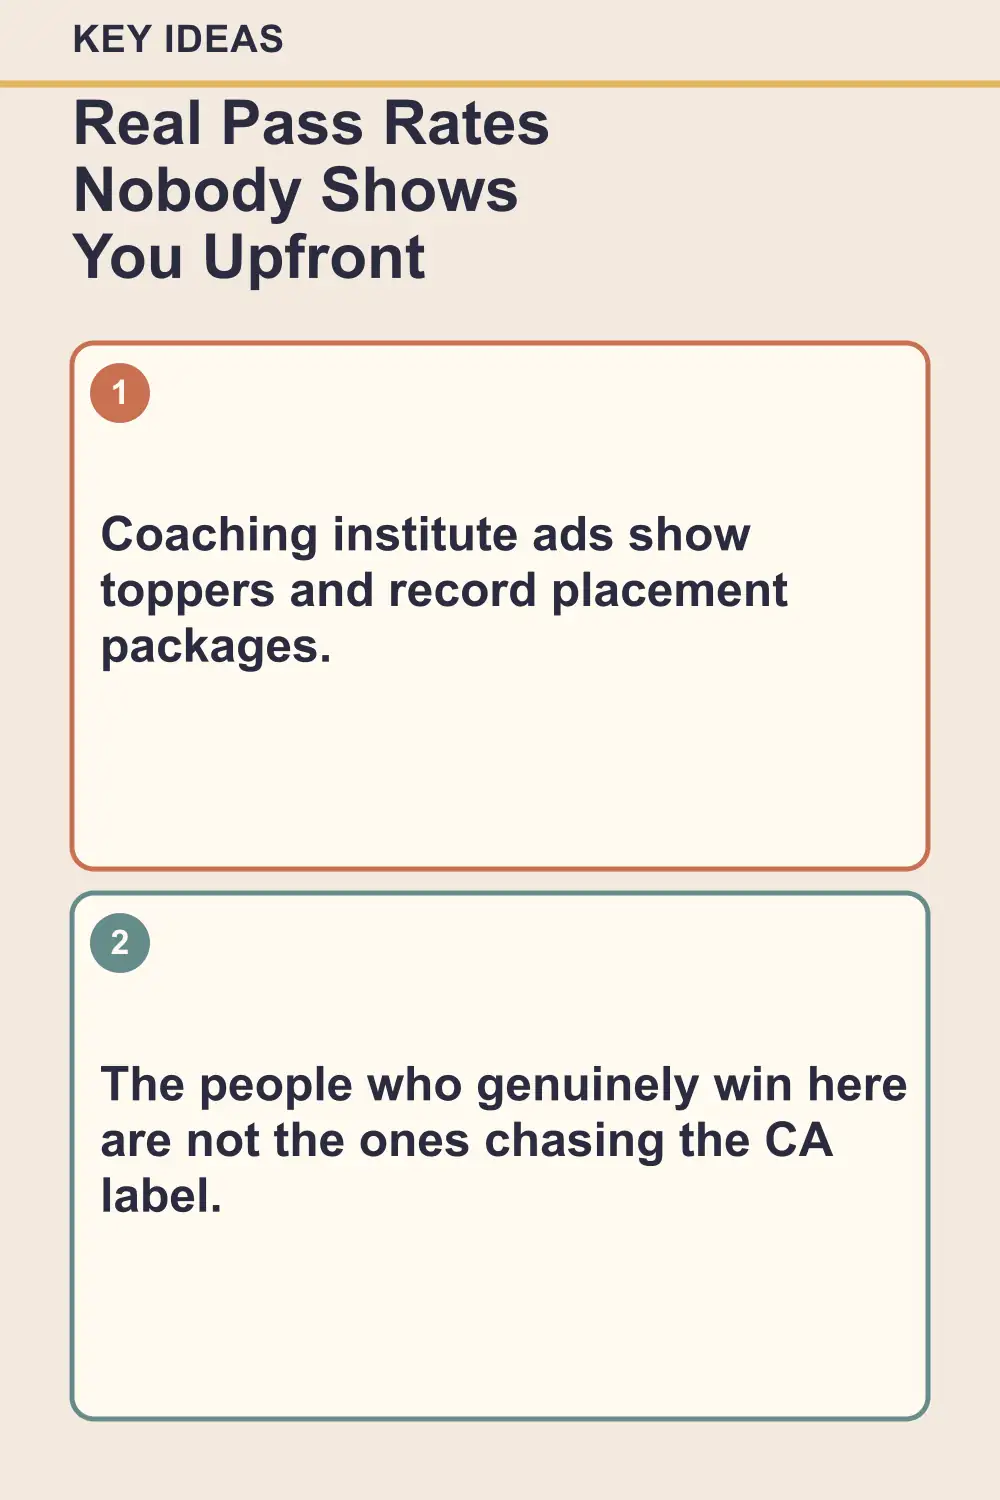 KEY IDEAS
Real Pass Rates
Nobody Shows
You Upfront
1
Coaching institute ads show
toppers and record placement
packages.
2
The people who genuinely win here
are not the ones chasing the CA
label.